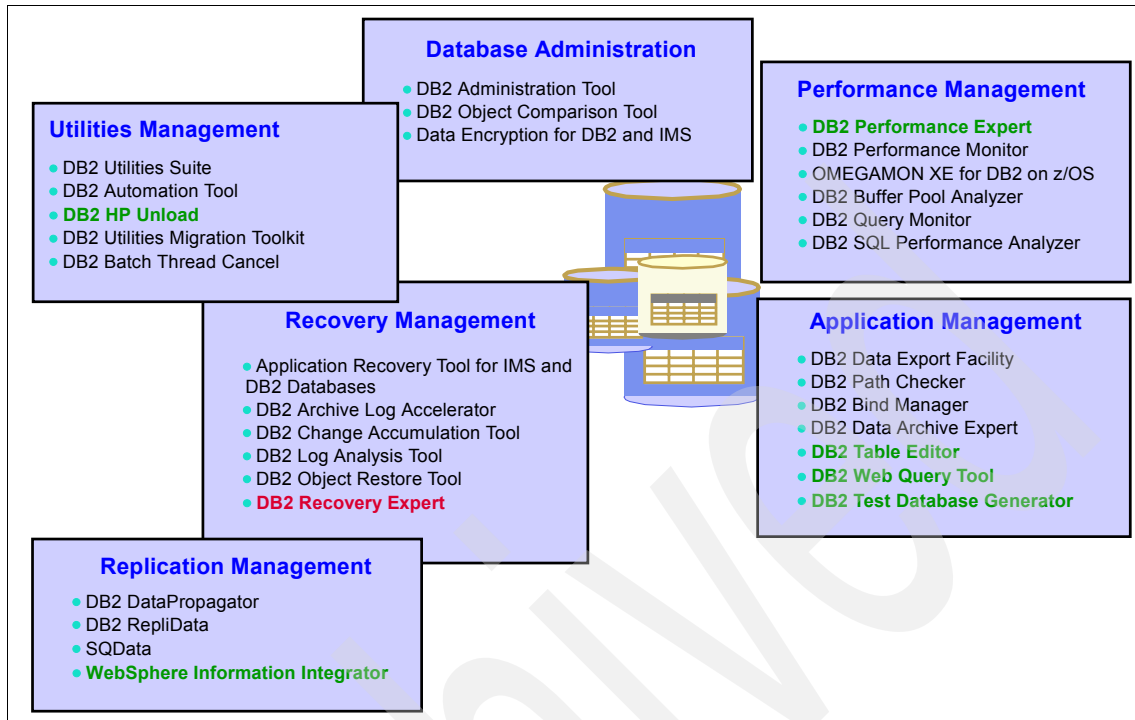 Database Administration
• DB2 Administration Tool
• DB2 Object Comparison Tool
• Data Encryption for DB2 and IMS
Utilities Management
• DB2 Utilities Suite
• DB2 Automation Tool
• DB2 HP Unload
• DB2 Utilities Migration Toolkit
• DB2 Batch Thread Cancel
Performance Management
• DB2 Performance Expert
• DB2 Performance Monitor
• OMEGAMON XE for DB2 on z/OS
• DB2 Buffer Pool Analyzer
• DB2 Query Monitor
• DB2 SQL Performance Analyzer
Recovery Management
• Application Recovery Tool for IMS and
DB2 Databases
• DB2 Archive Log Accelerator
• DB2 Change Accumulation Tool
• DB2 Log Analysis Tool
• DB2 Object Restore Tool
• DB2 Recovery Expert
Application Management
• DB2 Data Export Facility
• DB2 Path Checker
• DB2 Bind Manager
• DB2 Data Archive Expert
• DB2 Table Editor
• DB2 Web Query Tool
• DB2 Test Database Generator
Replication Management
• DB2 DataPropagator
• DB2 RepliData
• SQData
• WebSphere Information Integrator